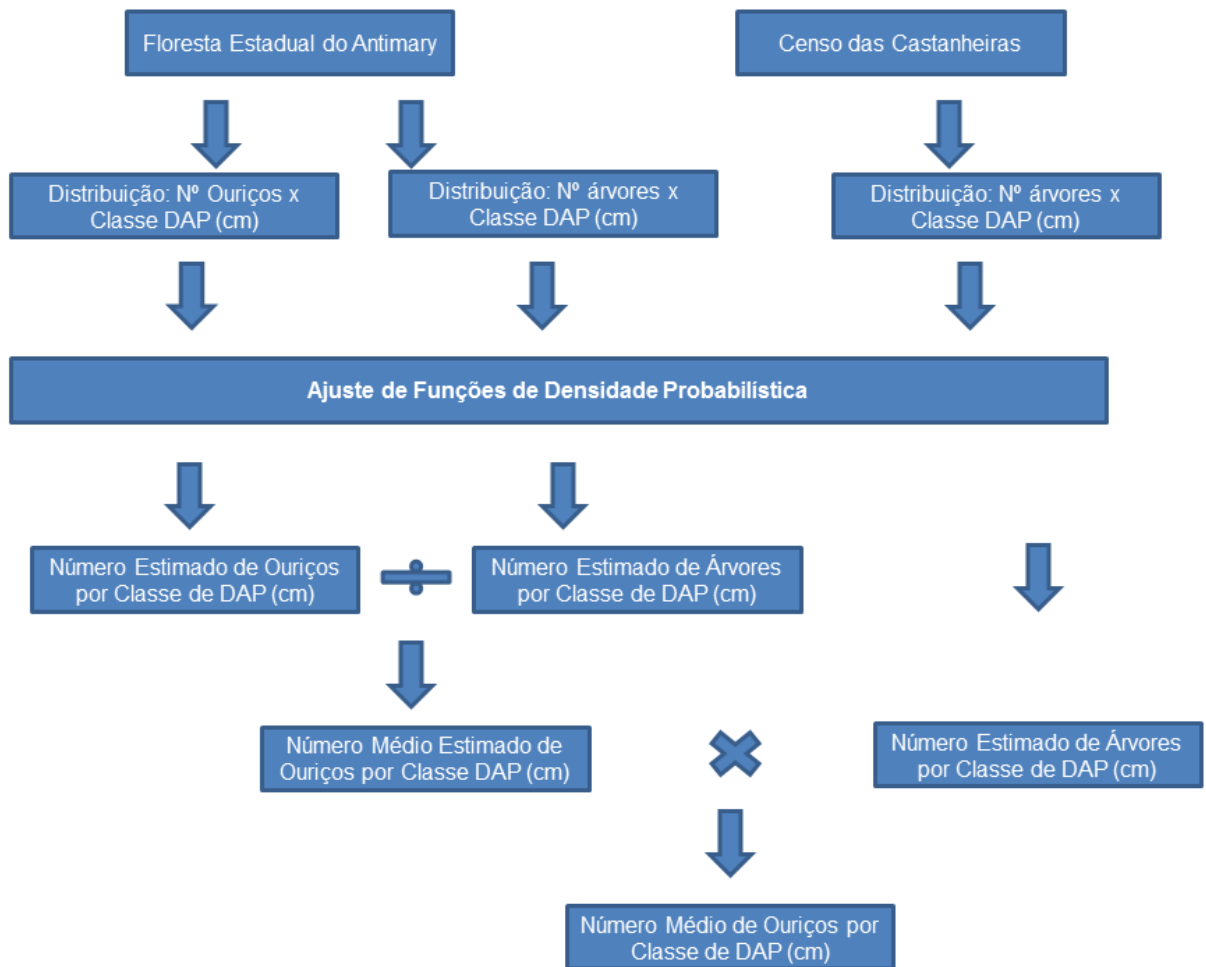 Floresta Estadual do Antimary
Censo das Castanheiras
Distribuição: Nº Ouriços x
Classe DAP (cm)
Distribuição: Nº árvores x
Classe DAP (cm)
Distribuição: Nº árvores x
Classe DAP (cm)
Ajuste de Funções de Densidade Probabilística
Número Estimado de Ouriços
por Classe de DAP (cm)
Número Estimado de Árvores
por Classe de DAP (cm)
Número Médio Estimado de
Ouriços por Classe DAP (cm)
Número Estimado de Árvores
por Classe de DAP (cm)
Número Médio de Ouriços por
Classe de DAP (cm)